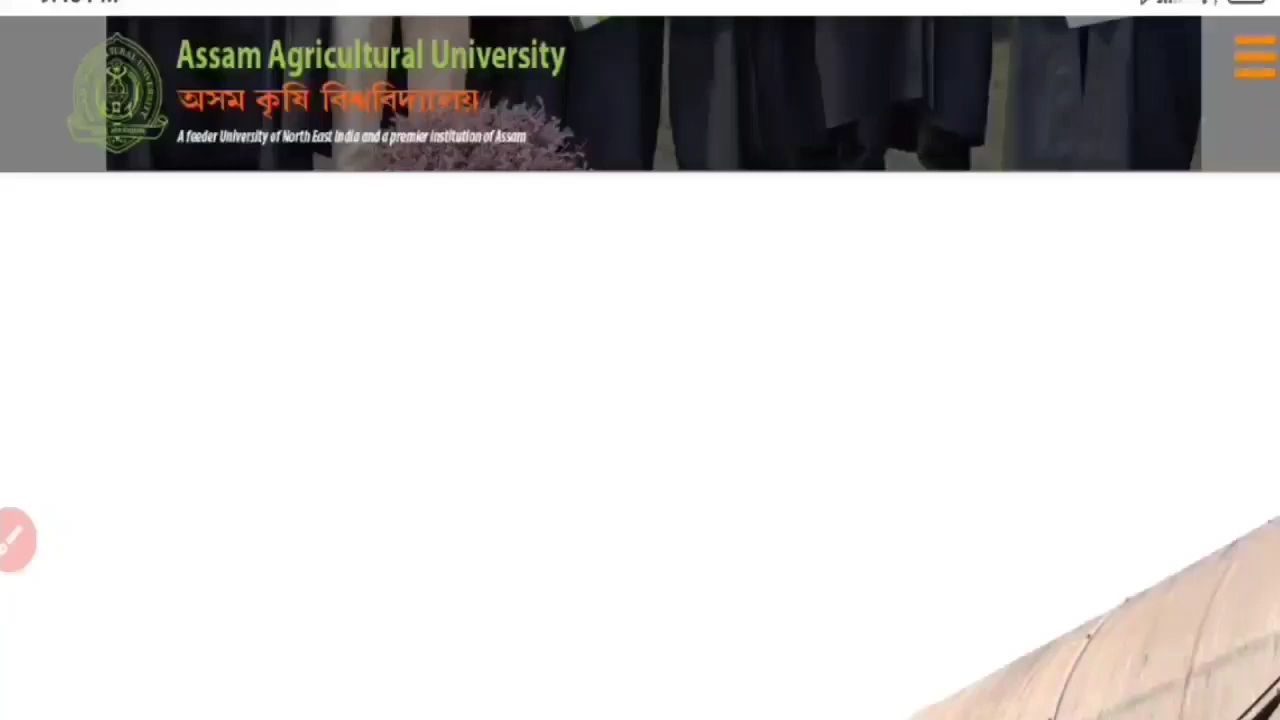 Assam Agricultural University
অসম কৃষি বিশ্ববিদ্যালয়
A feeder University of North East India and a premier institution of Assam